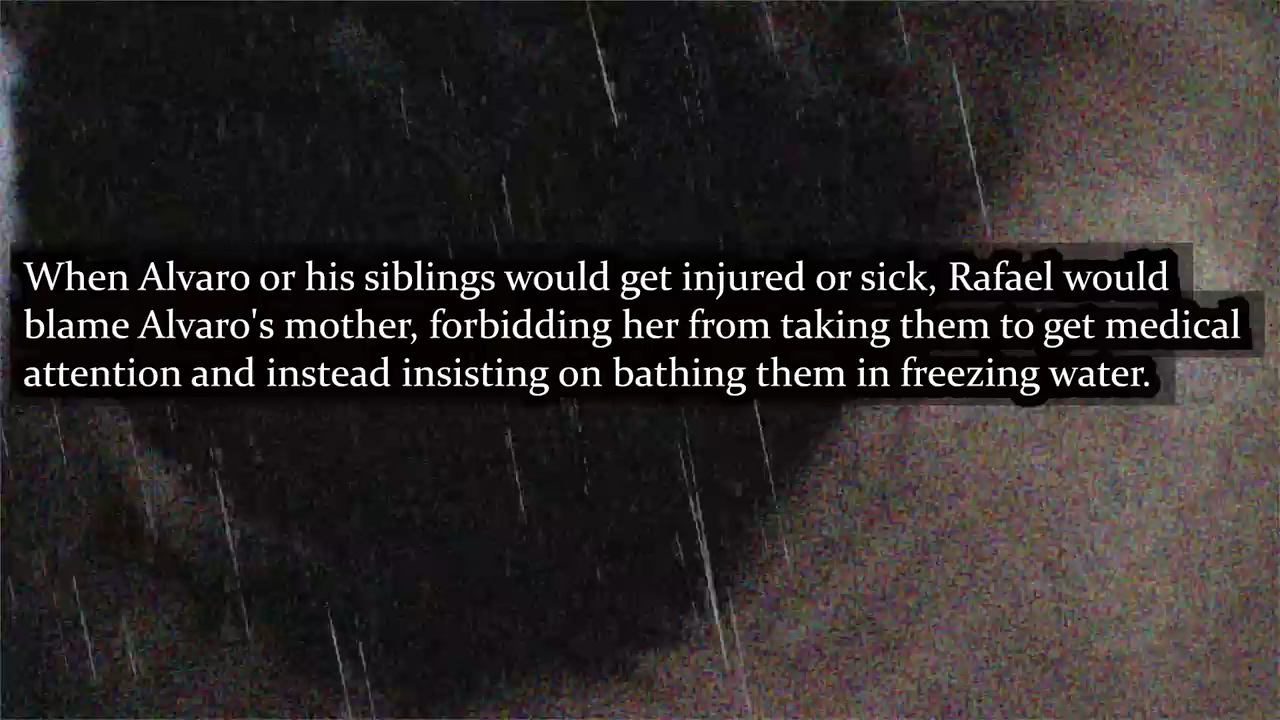 When Alvaro or his siblings would get injured or sick, Rafael would
blame Alvaro's mother, forbidding her from taking them to get medical
attention and instead insisting on bathing them in freezing water.